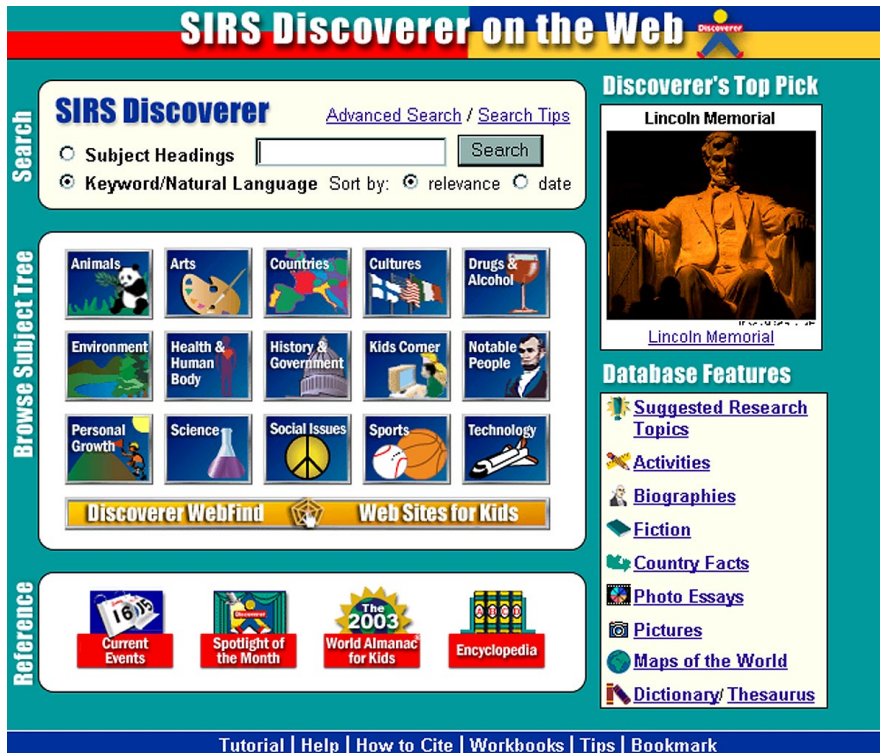 SIRS Discoverer on the Web
Discoverer
Search
SIRS Discoverer
Advanced Search / Search Tips
Subject Headings
Search
Keyword/Natural Language Sort by: relevance date
Browse Subject Tree
Animals
Arts
Countries
Cultures
Drugs &
Alcohol
Environment
Health &
Human
Body
History &
Government
Kids Corner
Notable
People
Personal
Growth
Science
Social Issues
Sports
Technology
Discoverer WebFind
Web Sites for Kids
Reference
16 15
Current
Events
Discoverer
Spotlight of
the Month
The
2003
World Almanac
for Kids
A B C D
Encyclopedia
Discoverer's Top Pick
Lincoln Memorial
Lincoln Memorial
Database Features
Suggested Research
Topics
Activities
Biographies
Fiction
Country Facts
Photo Essays
Pictures
Maps of the World
Dictionary/ Thesaurus
Tutorial | Help | How to Cite | Workbooks | Tips | Bookmark